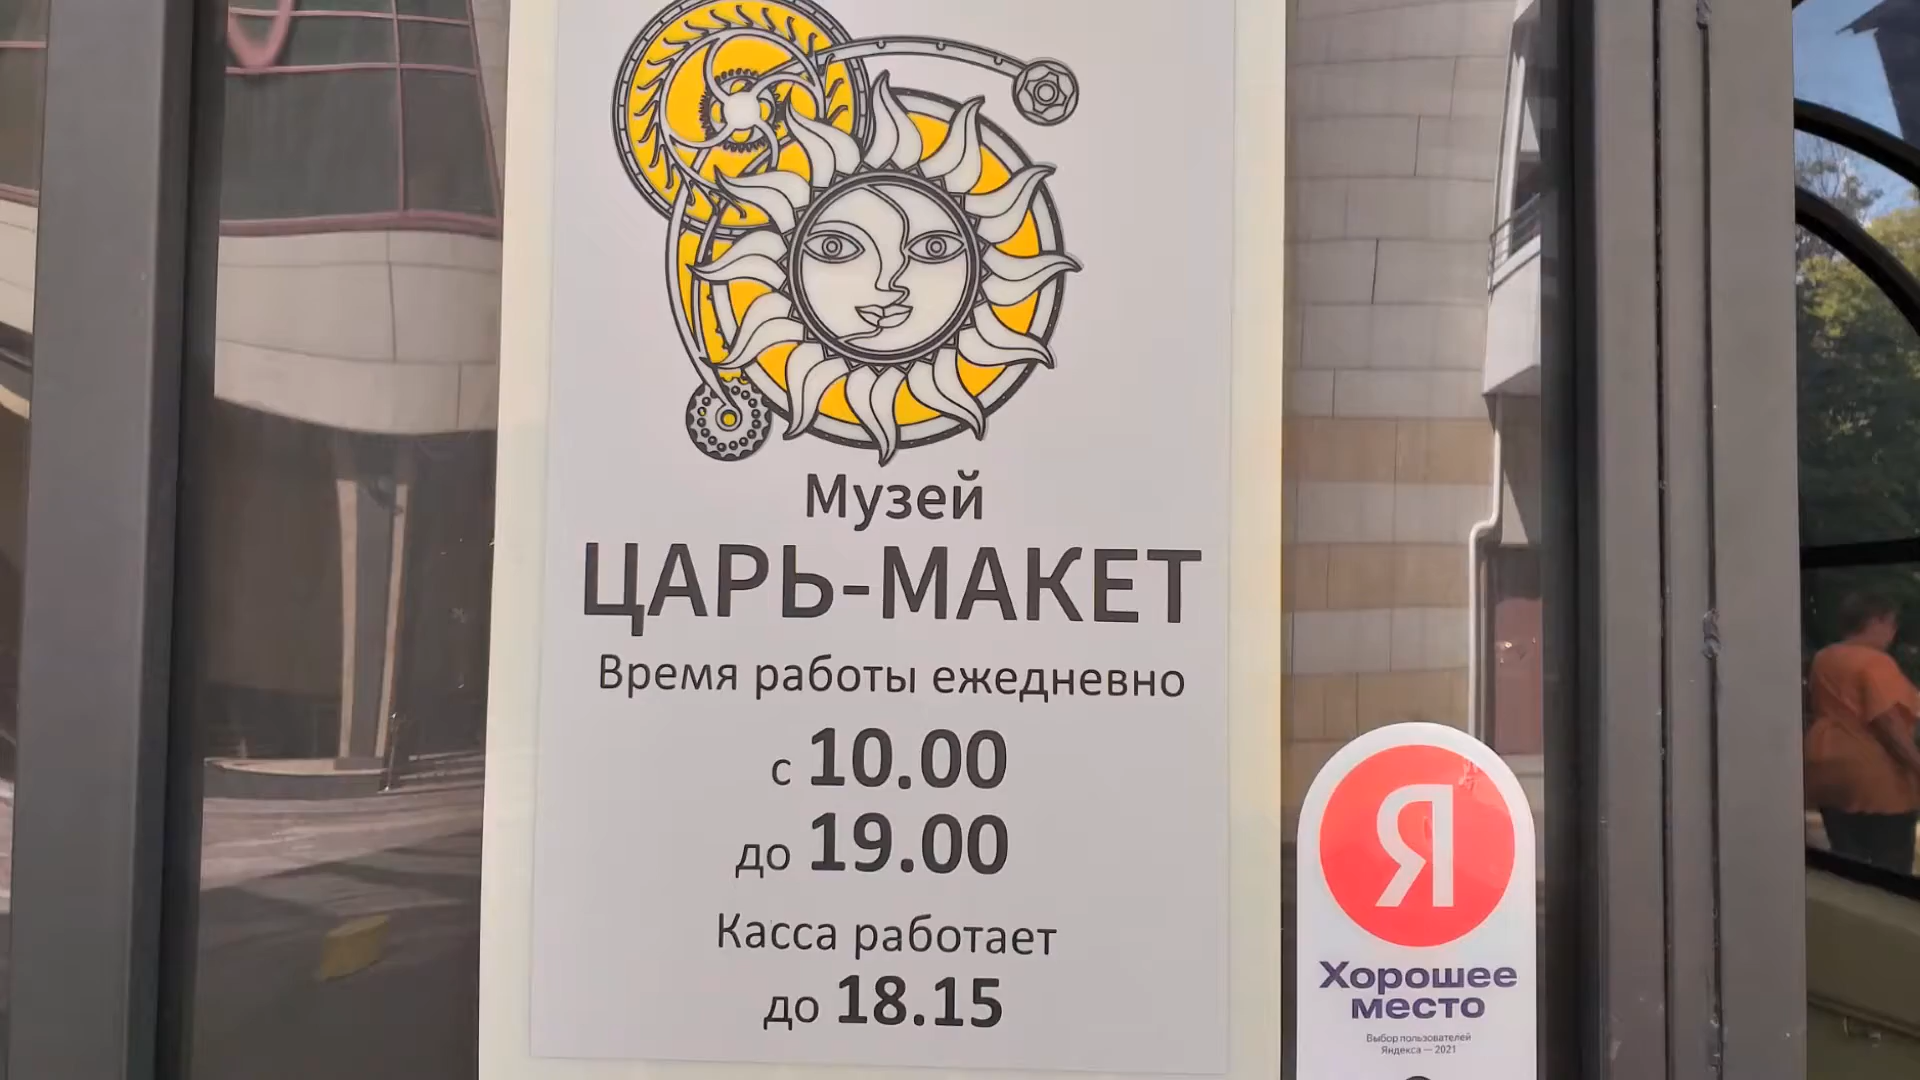 Музей
ЦАРЬ-МАКЕТ
Время работы ежедневно
с 10.00
до 19.00
Касса работает
до 18.15
Я
Хорошее
место
Выбор пользователей
Яндекса — 2021